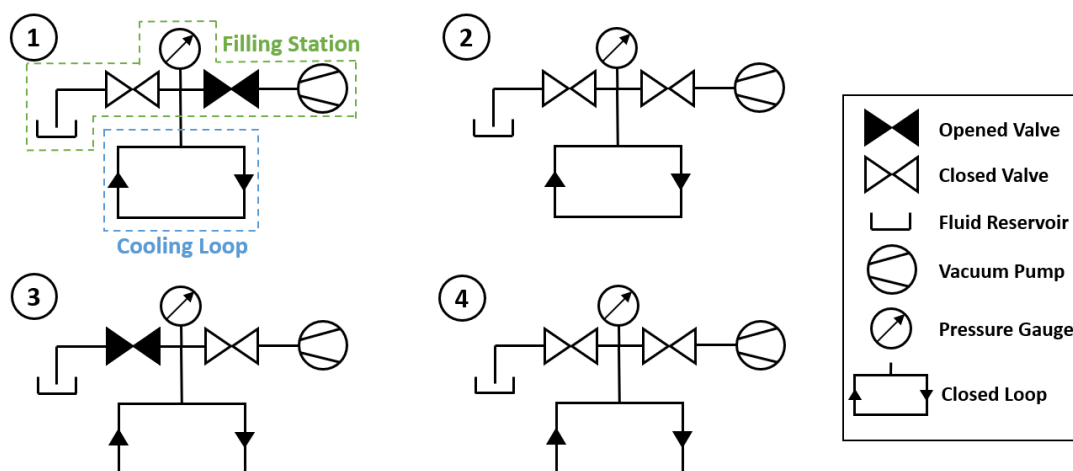 1
Filling Station
Cooling Loop
2
3
4
Opened Valve
Closed Valve
Fluid Reservoir
Vacuum Pump
Pressure Gauge
Closed Loop